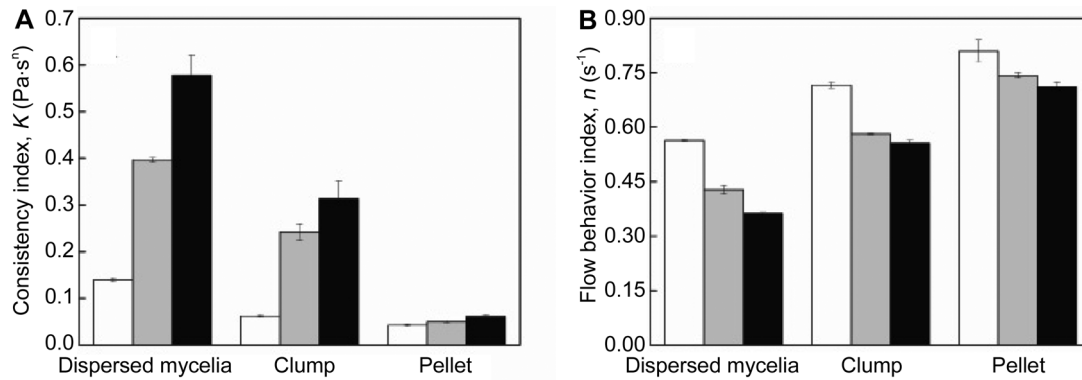 A
Consistency index, K (Pa·sⁿ)
0.7
0.6
0.5
0.4
0.3
0.2
0.1
0.0
Dispersed mycelia
Clump
Pellet
B
Flow behavior index, n (s⁻¹)
0.90
0.75
0.60
0.45
0.30
0.15
0.00
Dispersed mycelia
Clump
Pellet